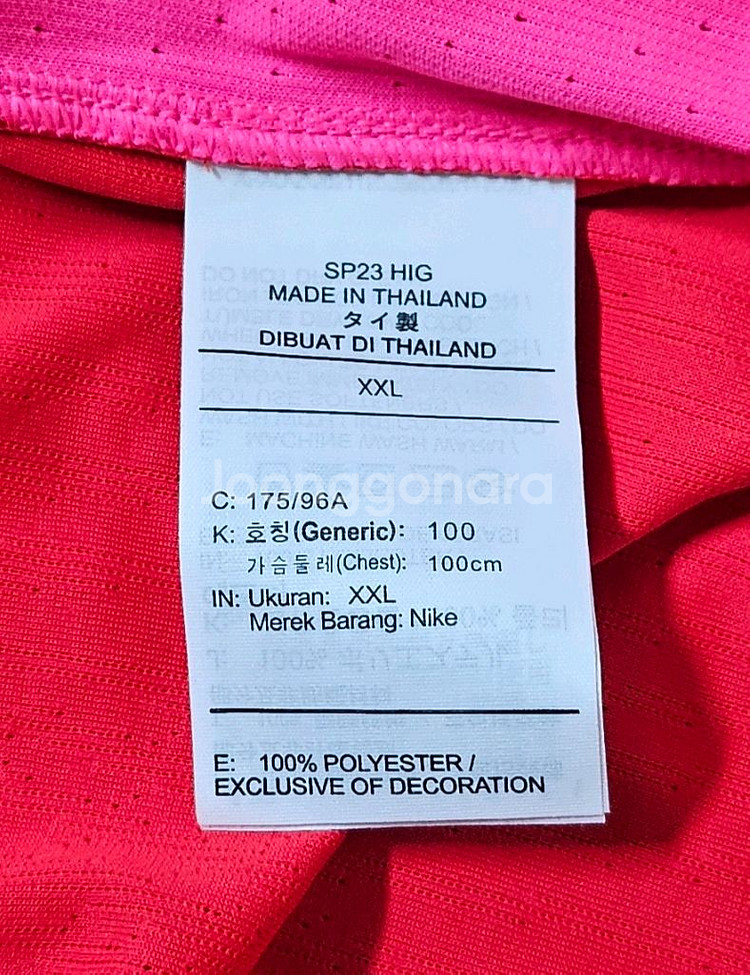 SP23 HIG
MADE IN THAILAND
タイ製
DIBUAT DI THAILAND
XXL
Joonggonara
C: 175/96A
K: 호칭(Generic): 100
가슴둘레(Chest): 100cm
IN: Ukuran: XXL
Merek Barang: Nike
E: 100% POLYESTER /
EXCLUSIVE OF DECORATION